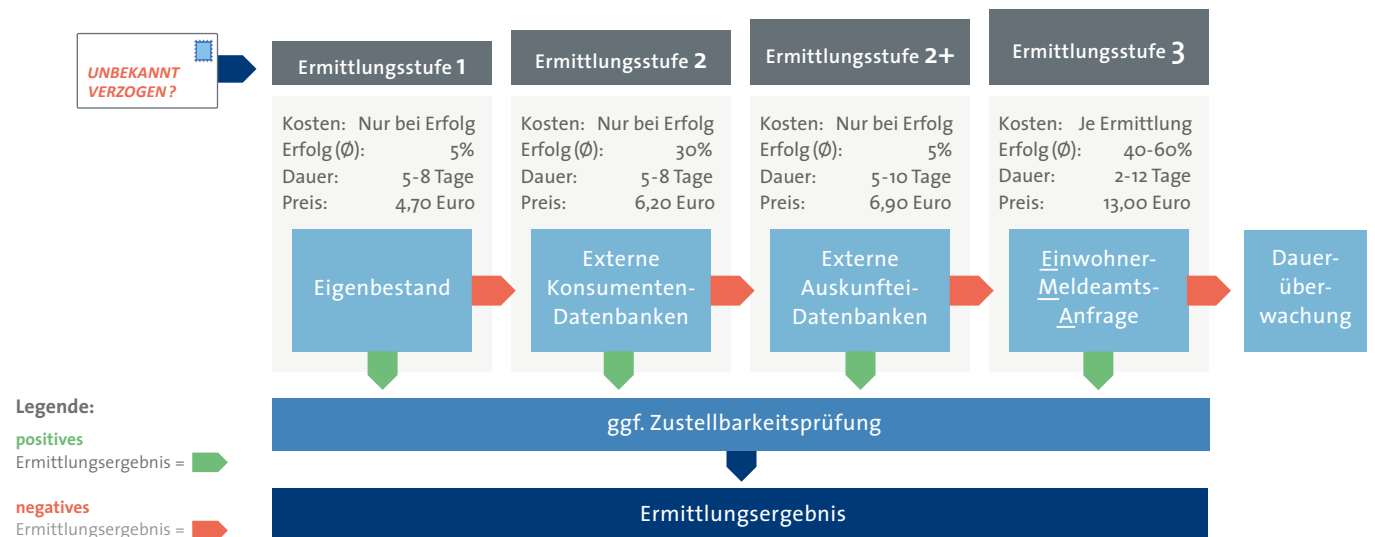 UNBEKANNT
VERZOGEN?
Ermittlungsstufe 1
Kosten: Nur bei Erfolg
Erfolg (Ø): 5%
Dauer: 5-8 Tage
Preis: 4,70 Euro
Eigenbestand
Ermittlungsstufe 2
Kosten: Nur bei Erfolg
Erfolg (Ø): 30%
Dauer: 5-8 Tage
Preis: 6,20 Euro
Externe
Konsumenten-
Datenbanken
Ermittlungsstufe 2+
Kosten: Nur bei Erfolg
Erfolg (Ø): 5%
Dauer: 5-10 Tage
Preis: 6,90 Euro
Externe
Auskunftei-
Datenbanken
Ermittlungsstufe 3
Kosten: Je Ermittlung
Erfolg (Ø): 40-60%
Dauer: 2-12 Tage
Preis: 13,00 Euro
Einwohner-
Meldeamts-
Anfrage
Dauer-
über-
wachung
ggf. Zustellbarkeitsprüfung
Ermittlungsergebnis
Legende:
positives
Ermittlungsergebnis =
negatives
Ermittlungsergebnis =